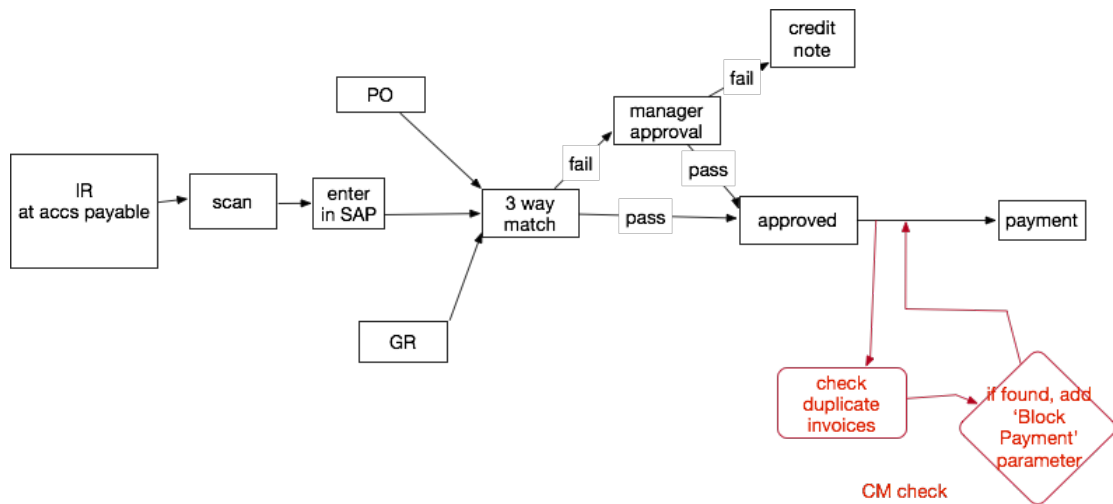 credit
note
fail
PO
manager
approval
fail
pass
IR
at accs payable
scan
enter
in SAP
3 way
match
pass
approved
payment
GR
check
duplicate
invoices
if found, add
‘Block
Payment’
parameter
CM check